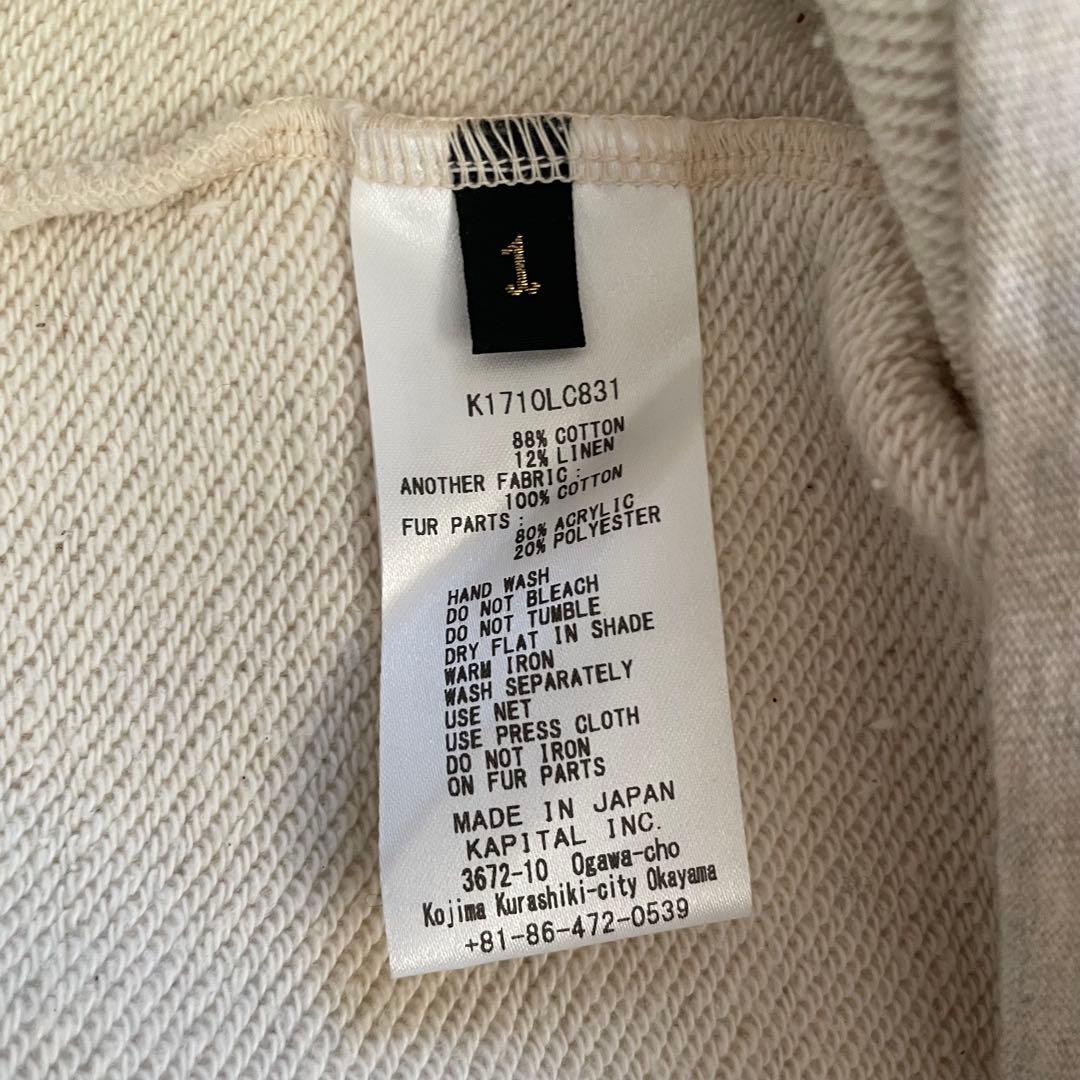 1
K1710LC831
88% COTTON
12% LINEN
ANOTHER FABRIC :
100% COTTON
FUR PARTS :
80% ACRYLIC
20% POLYESTER
HAND WASH
DO NOT BLEACH
DO NOT TUMBLE
DRY FLAT IN SHADE
WARM IRON
WASH SEPARATELY
USE NET
USE PRESS CLOTH
DO NOT IRON
ON FUR PARTS
MADE IN JAPAN
KAPITAL INC.
3672-10 Ogawa-cho
Kojima Kurashiki-city Okayama
+81-86-472-0539